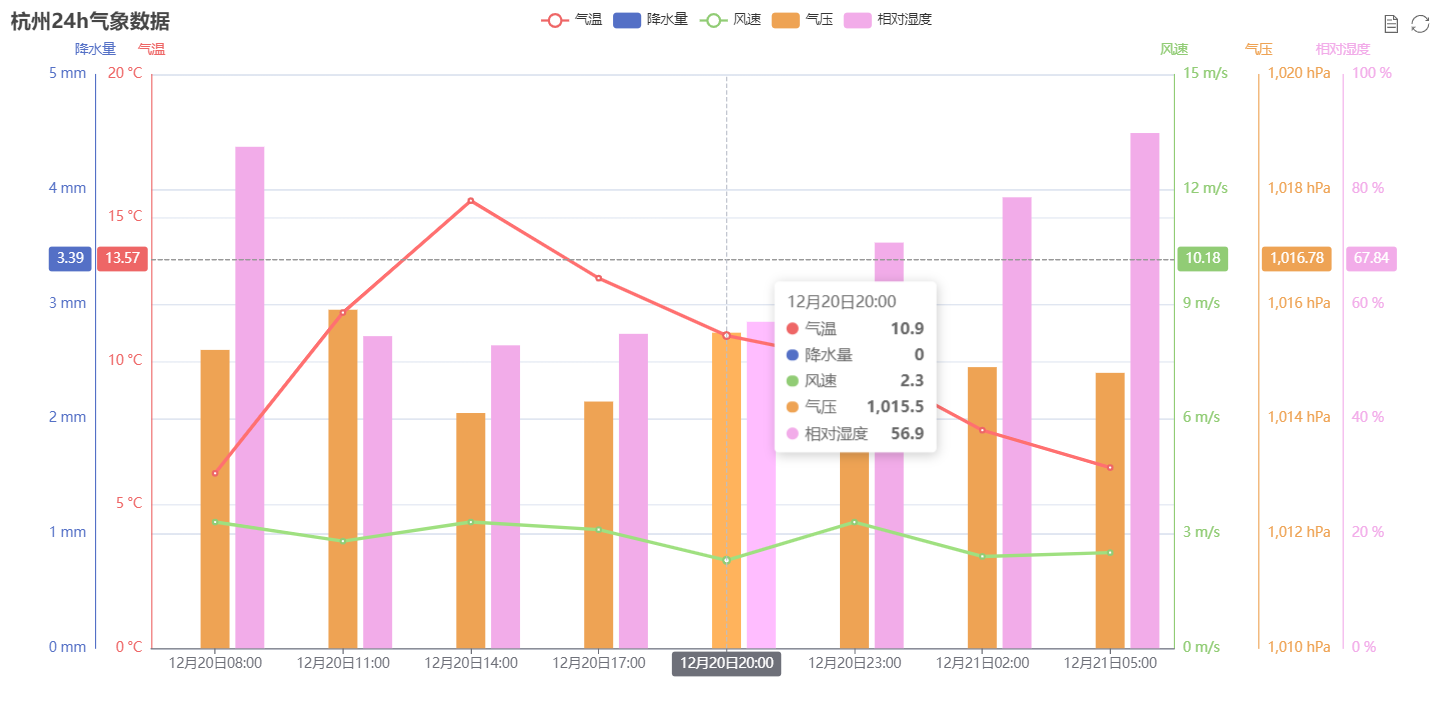 杭州24h气象数据
气温 降水量 风速 气压 相对湿度
降水量 气温 风速 气压 相对湿度
5 mm 20 °C 15 m/s 1,020 hPa 100 %
4 mm 12 m/s 1,018 hPa 80 %
15 °C
3.39 13.57 10.18 1,016.78 67.84
3 mm 9 m/s 1,016 hPa 60 %
12月20日20:00
气温 10.9
降水量 0
风速 2.3
气压 1,015.5
相对湿度 56.9
10 °C
2 mm 6 m/s 1,014 hPa 40 %
5 °C
1 mm 3 m/s 1,012 hPa 20 %
0 mm 0 °C 0 m/s 1,010 hPa 0 %
12月20日08:00 12月20日11:00 12月20日14:00 12月20日17:00 12月20日20:00 12月20日23:00 12月21日02:00 12月21日05:00